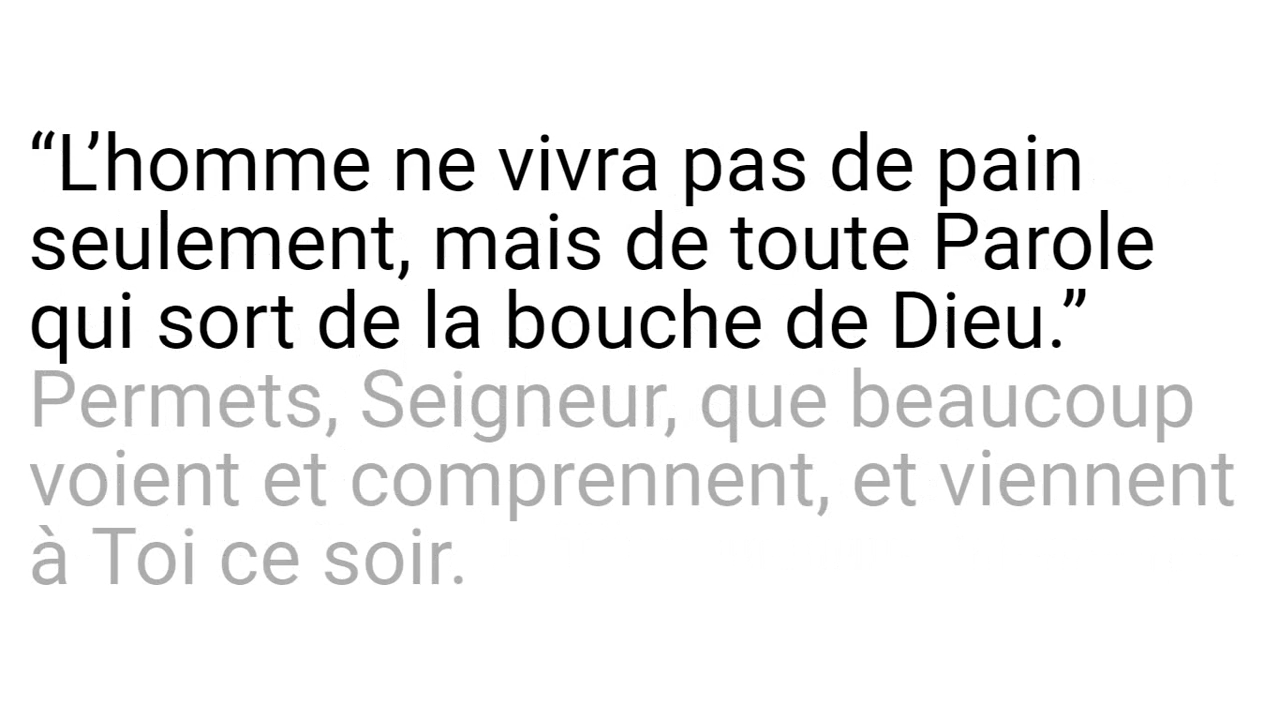 “L’homme ne vivra pas de pain
seulement, mais de toute Parole
qui sort de la bouche de Dieu.”
Permets, Seigneur, que beaucoup
voient et comprennent, et viennent
à Toi ce soir.